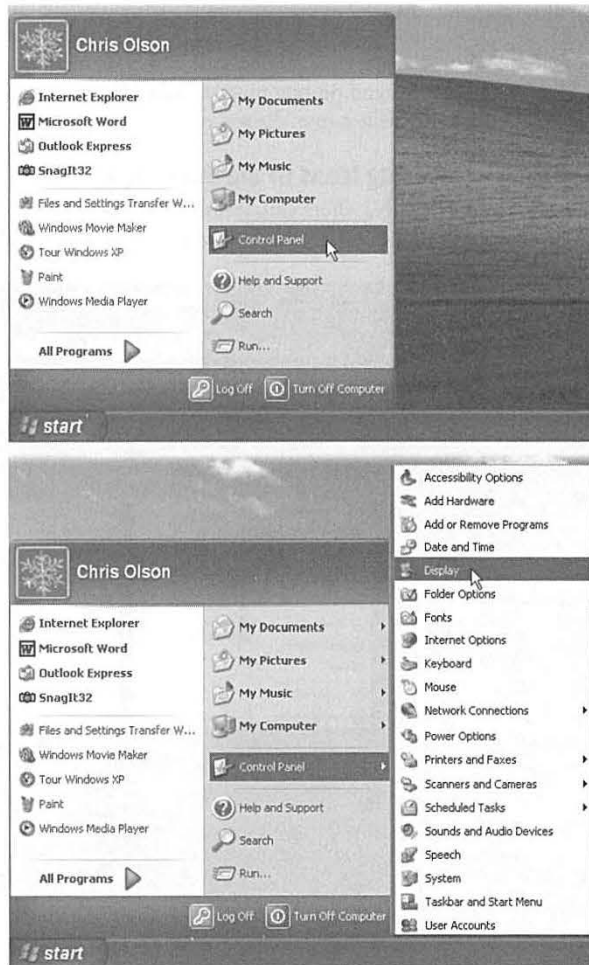 Chris Olson
Internet Explorer
Microsoft Word
Outlook Express
SnagIt32
Files and Settings Transfer W...
Windows Movie Maker
Tour Windows XP
Paint
Windows Media Player
All Programs
My Documents
My Pictures
My Music
My Computer
Control Panel
Help and Support
Search
Run...
Log Off
Turn Off Computer
start
Chris Olson
Internet Explorer
Microsoft Word
Outlook Express
SnagIt32
Files and Settings Transfer W...
Windows Movie Maker
Tour Windows XP
Paint
Windows Media Player
All Programs
My Documents
My Pictures
My Music
My Computer
Control Panel
Help and Support
Search
Run...
Log Off
Turn Off Computer
start
Accessibility Options
Add Hardware
Add or Remove Programs
Date and Time
Display
Folder Options
Fonts
Internet Options
Keyboard
Mouse
Network Connections
Power Options
Printers and Faxes
Scanners and Cameras
Scheduled Tasks
Sounds and Audio Devices
Speech
System
Taskbar and Start Menu
User Accounts